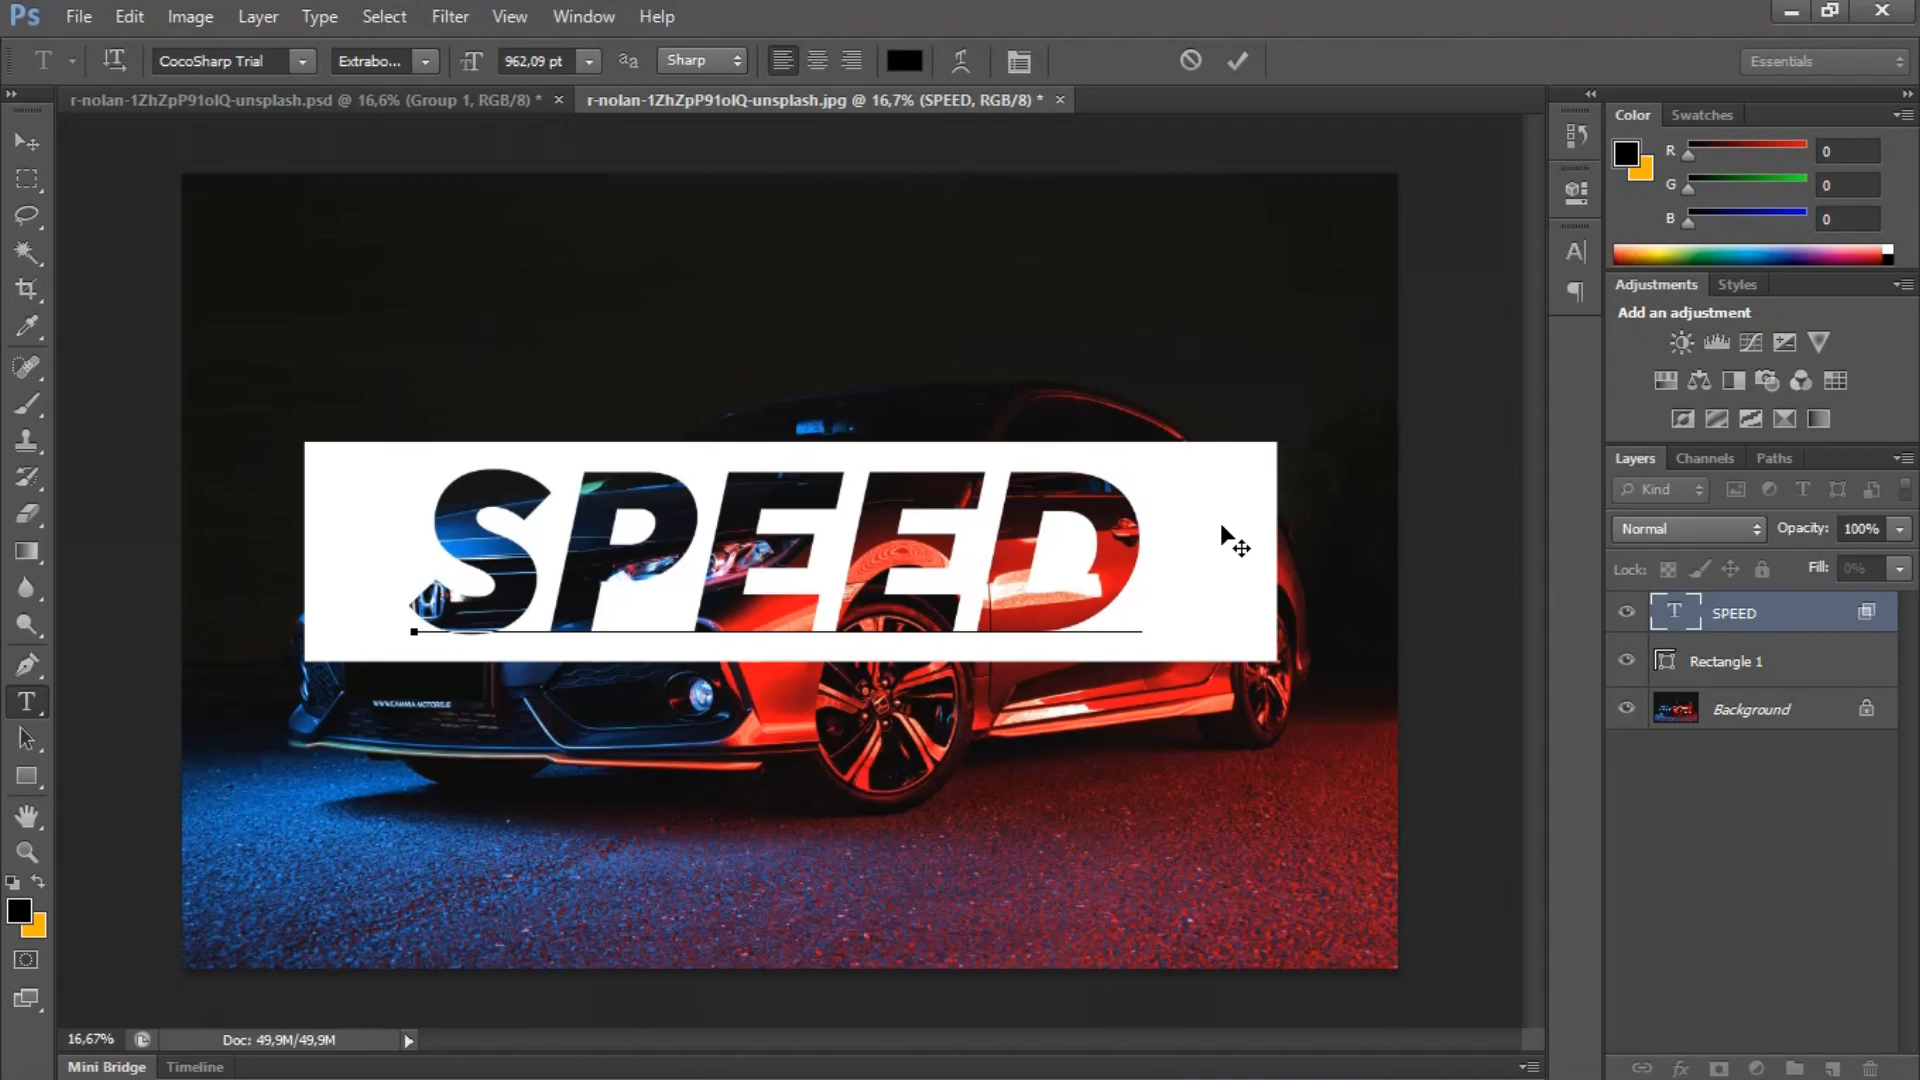 Ps File Edit Image Layer Type Select Filter View Window Help
T CocoSharp Trial Extrabo... 962,09 pt aa Sharp Essentials
r-nolan-1ZhZpP91olQ-unsplash.psd @ 16,6% (Group 1, RGB/8) * × r-nolan-1ZhZpP91olQ-unsplash.jpg @ 16,7% (SPEED, RGB/8) * ×
Color Swatches
R 0
G 0
B 0
Adjustments Styles
Add an adjustment
Layers Channels Paths
Kind
Normal Opacity: 100%
Lock: Fill: 0%
T SPEED
Rectangle 1
Background
SPEED
16,67% Doc: 49,9M/49,9M
Mini Bridge Timeline